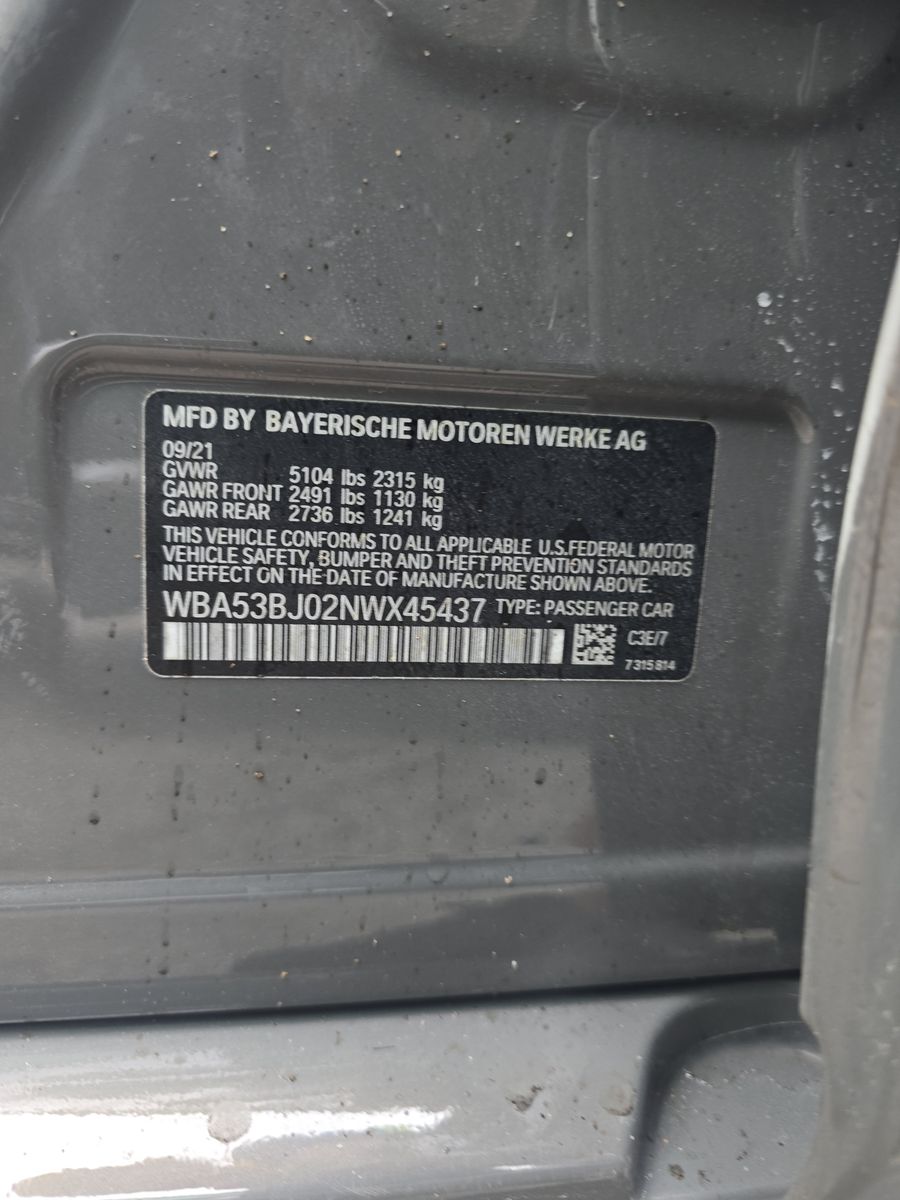 MFD BY BAYERISCHE MOTOREN WERKE AG
09/21
GVWR 5104 lbs 2315 kg
GAWR FRONT 2491 lbs 1130 kg
GAWR REAR 2736 lbs 1241 kg
THIS VEHICLE CONFORMS TO ALL APPLICABLE U.S.FEDERAL MOTOR
VEHICLE SAFETY, BUMPER AND THEFT PREVENTION STANDARDS
IN EFFECT ON THE DATE OF MANUFACTURE SHOWN ABOVE.
WBA53BJ02NWX45437 TYPE: PASSENGER CAR
C3E/7
7315814